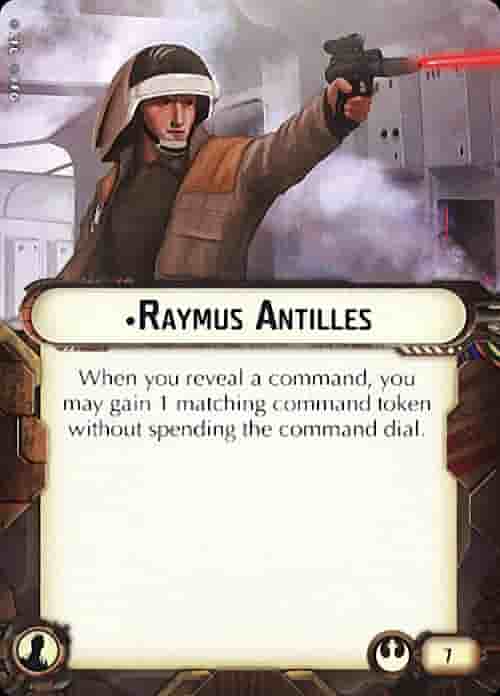 •Raymus Antilles
When you reveal a command, you
may gain 1 matching command token
without spending the command dial.
7